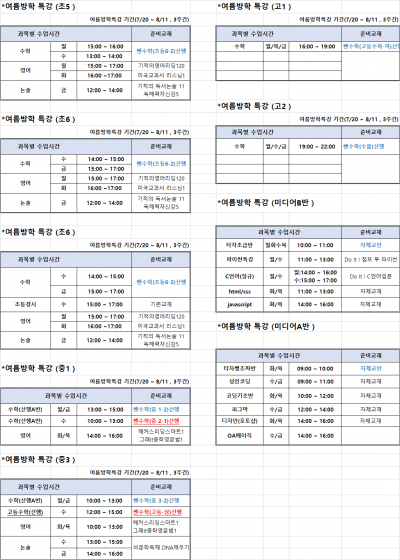 *여름방학 특강 (초5 )
여름방학특강 기간(7/20 ~ 8/11 , 3주간)
과목별 수업시간 준비교재
수학 월 15:00 ~ 16:00 쎈수학(초등6-2)선행
수 13:00 ~ 14:00
영어 월 15:00 ~ 17:00 기적의영어리딩120
화 16:00 ~17:00 미국교과서 리스닝1
논술 금 12:00 ~ 14:00 기적의 독서논술 11
독해력자신감5
*여름방학 특강 (초6 )
여름방학특강 기간(7/20 ~ 8/11 , 3주간)
과목별 수업시간 준비교재
수학 수 14:00 ~ 15:00 쎈수학(초등6-2)선행
금 15:00 ~ 17:00
영어 월 15:00 ~ 17:00 기적의영어리딩120
화 16:00 ~17:00 미국교과서 리스닝1
논술 금 12:00 ~ 14:00 기적의 독서논술 11
독해력자신감5
*여름방학 특강 (초6 )
여름방학특강 기간(7/20 ~ 8/11 , 3주간)
과목별 수업시간 준비교재
수학 수 14:00 ~ 15:00 쎈수학(초등6-2)선행
금 15:00 ~ 17:00
초등경시 수 15:00 ~ 17:00 기존교재
영어 월 15:00 ~ 17:00 기적의영어리딩120
화 16:00 ~17:00 미국교과서 리스닝1
논술 금 12:00 ~ 14:00 기적의 독서논술 11
독해력자신감5
*여름방학 특강 (중1 )
여름방학특강 기간(7/20 ~ 8/11 , 3주간)
과목별 수업시간 준비교재
수학(선행A반) 월/금 13:00 ~ 15:00 쎈수학(중 1-2)선행
수학(선행A반) 수/금 10:00 ~ 13:00 쎈수학(중 2-1)선행
영어 화/목 14:00 ~ 16:00 해커스리딩스마트1
그래머중학영문법1
*여름방학 특강 (중3 )
여름방학특강 기간(7/20 ~ 8/11 , 3주간)
과목별 수업시간 준비교재
수학(선행A반) 월/금 10:00 ~ 13:00 쎈수학(중 3-2)선행
고등수학(선행) 수/금 12:00 ~ 15:00 쎈수학(고등-상)선행
영어 화/목 10:00 ~ 13:00 해커스리딩스마트1
그래머중학영문법1
논술 수 13:00 ~ 15:00 비문학독해 DNA깨우기
금 14:00 ~ 16:00
*여름방학 특강 (고1 )
여름방학특강 기간(7/20 ~ 8/11 , 3주간)
과목별 수업시간 준비교재
수학 월/목/금 16:00 ~ 19:00 쎈수학(고등수학-하)선행
*여름방학 특강 (고2 )
여름방학특강 기간(7/20 ~ 8/11 , 3주간)
과목별 수업시간 준비교재
수학 월/수/금 19:00 ~ 22:00 쎈수학(수열)선행
*여름방학 특강 (미디어B반 )
과목별 수업시간 준비교재
타자초급반 월화수목 10:00 ~ 11:00 자체교안
파이썬특강 월/수 11:00 ~ 13:00 Do it ! 점프 투 파이썬
C언어(정규) 월/수 월:14:00 ~ 16:00
수:15:00 ~ 17:00 Do it ! C언어입문
html/css 화/목 11:00 ~ 13:00 자체교재
javascript 화/목 14:00 ~ 16:00 자체교재
*여름방학 특강 (미디어A반 )
과목별 수업시간 준비교재
타자왕초짜반 화/목 09:00 ~ 10:00 자체교안
성인코딩 수/금 09:00 ~ 11:00 자체교재
코딩기초반 화/목 10:00 ~ 12:00 자체교재
피그마 수/금 12:00 ~ 14:00 자체교재
디자인(포토샵) 화/목 14:00 ~ 16:00 자체교재
OA베이직 수/금 14:00 ~ 16:00